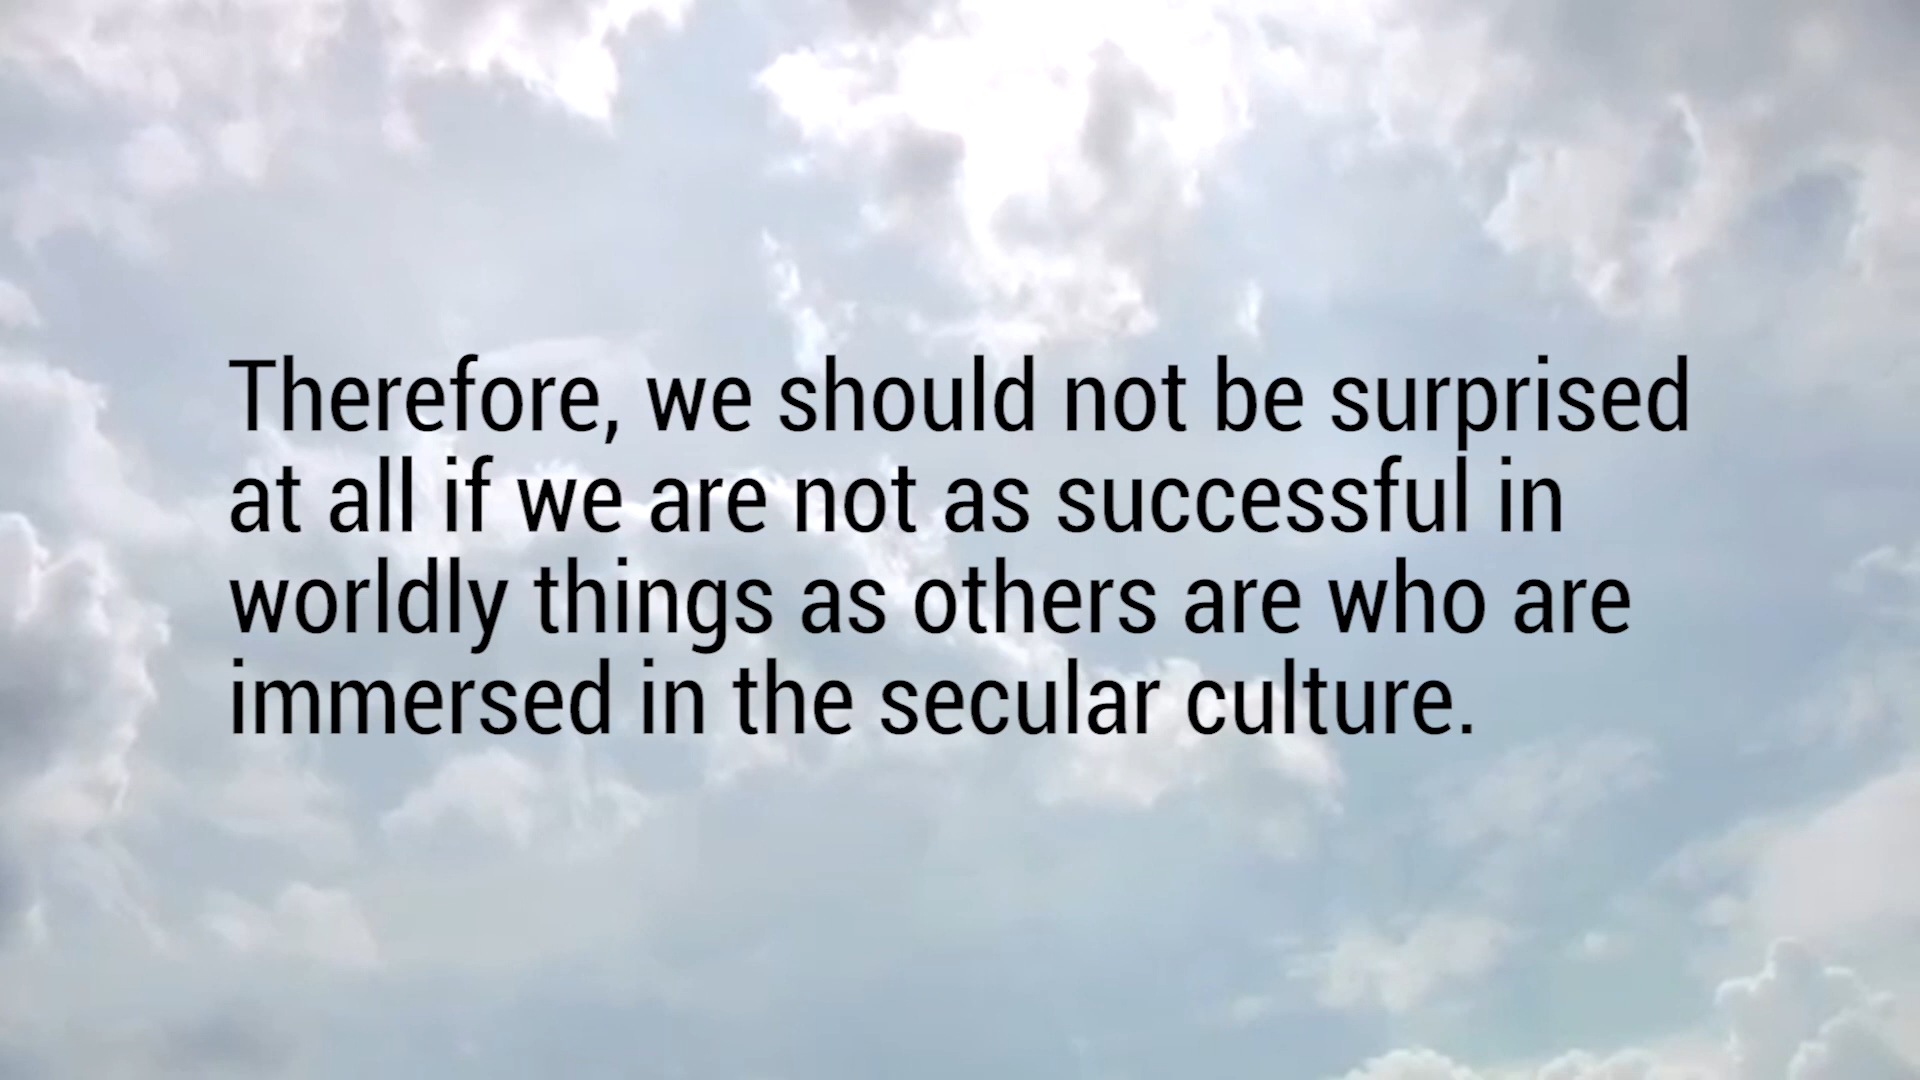 Therefore, we should not be surprised
at all if we are not as successful in
worldly things as others are who are
immersed in the secular culture.